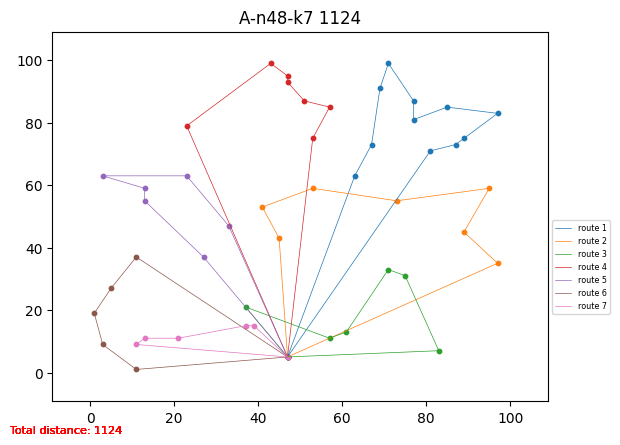 A-n48-k7 1124
100
80
60
40
20
0
0 20 40 60 80 100
route 1
route 2
route 3
route 4
route 5
route 6
route 7
Total distance: 1124